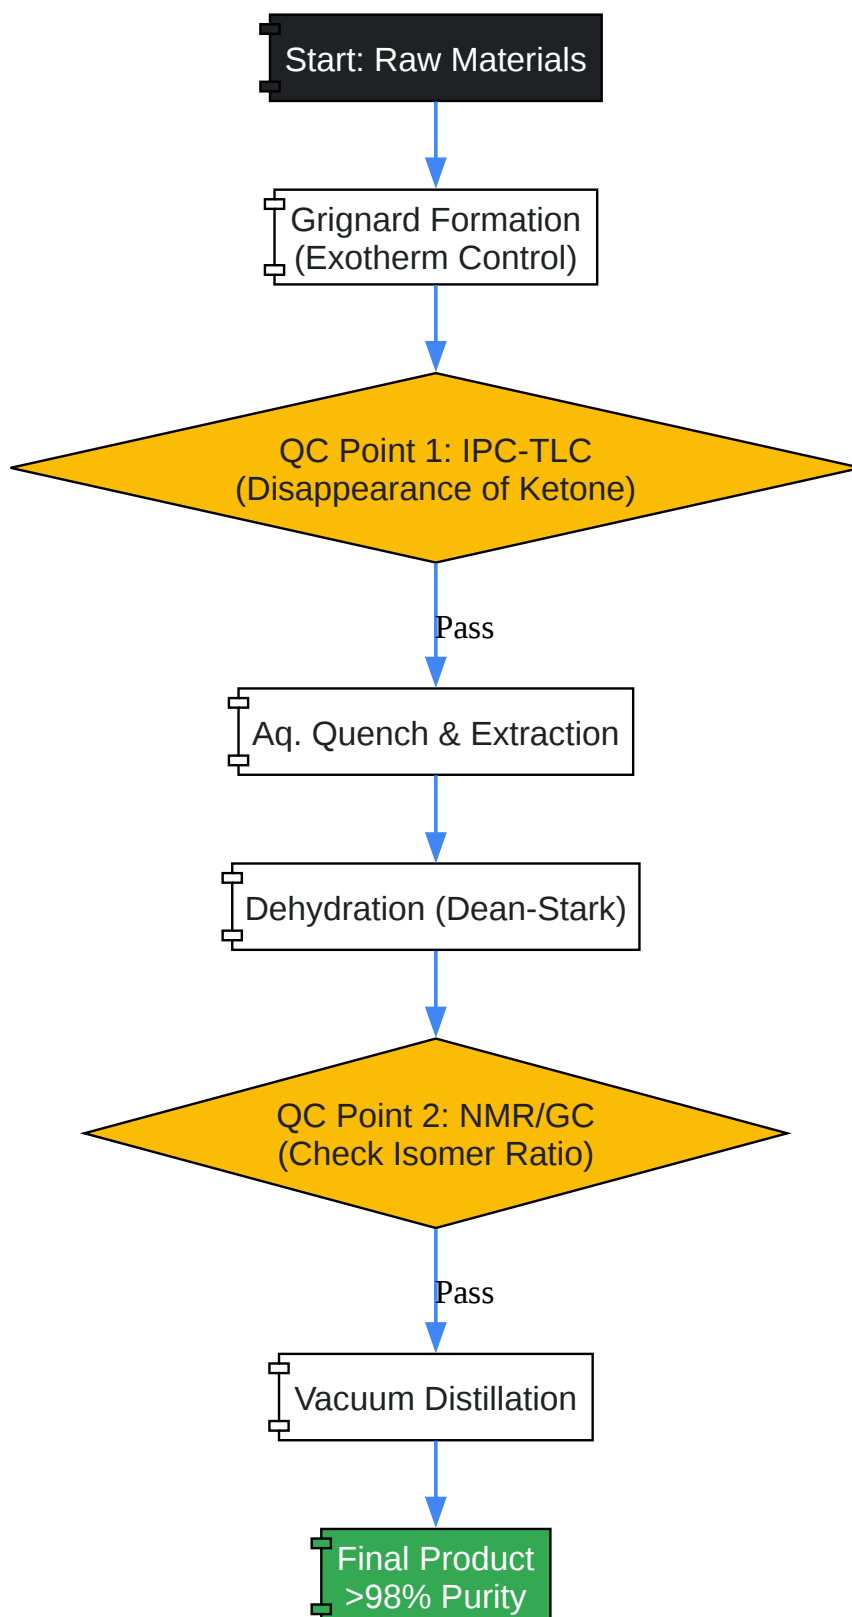 Start: Raw Materials
Grignard Formation
(Exotherm Control)
QC Point 1: IPC-TLC
(Disappearance of Ketone)
Pass
Aq. Quench & Extraction
Dehydration (Dean-Stark)
QC Point 2: NMR/GC
(Check Isomer Ratio)
Pass
Vacuum Distillation
Final Product
>98% Purity